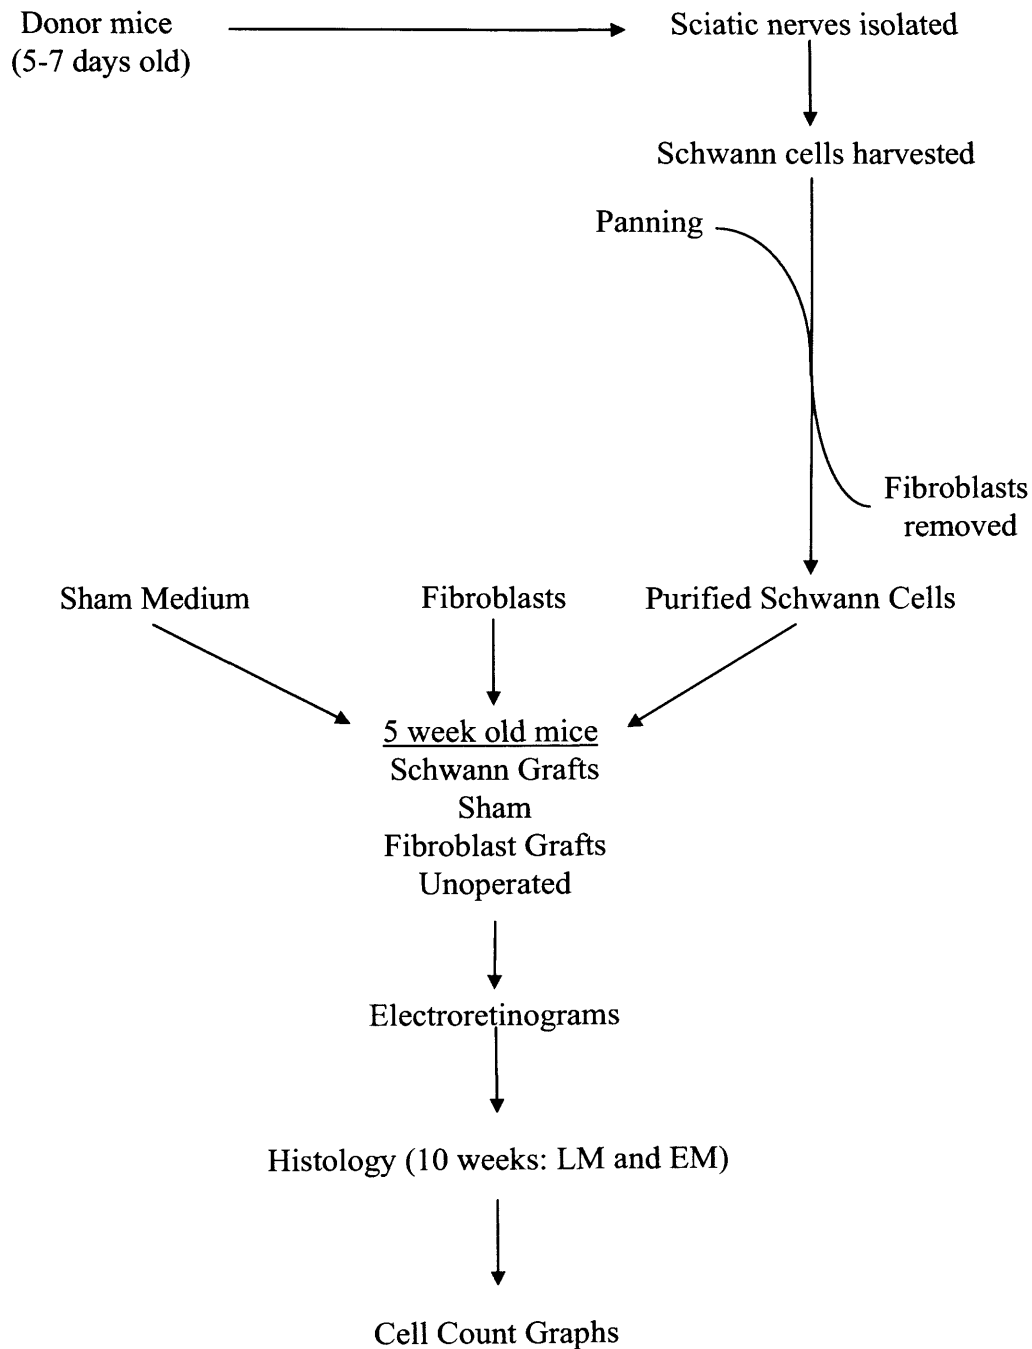 Donor mice
(5-7 days old)
Sciatic nerves isolated
Schwann cells harvested
Panning
Fibroblasts
removed
Sham Medium
Fibroblasts
Purified Schwann Cells
5 week old mice
Schwann Grafts
Sham
Fibroblast Grafts
Unoperated
Electroretinograms
Histology (10 weeks: LM and EM)
Cell Count Graphs